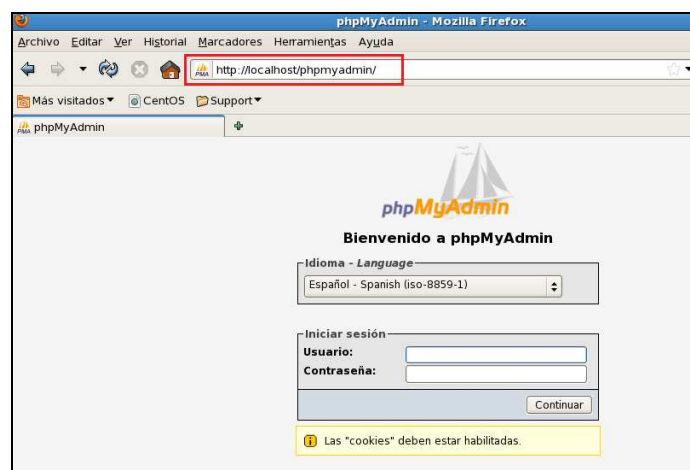 phpMyAdmin - Mozilla Firefox
Archivo Editar Ver Historial Marcadores Herramientas Ayuda
PMA http://localhost/phpmyadmin/
Más visitados CentOS Support
PMA phpMyAdmin
phpMyAdmin
Bienvenido a phpMyAdmin
Idioma - Language
Español - Spanish (iso-8859-1)
Iniciar sesión
Usuario:
Contraseña:
Continuar
Las "cookies" deben estar habilitadas.